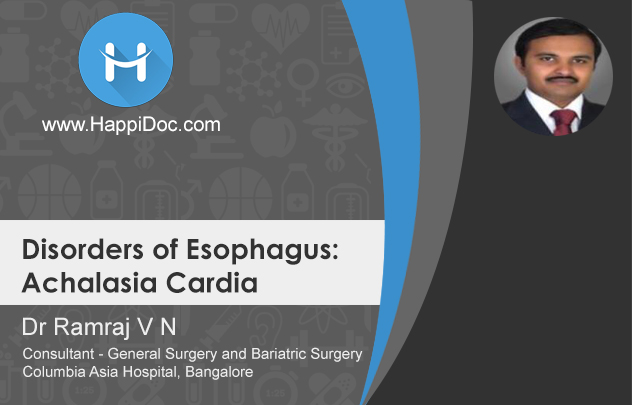 H
www.HappiDoc.com
Disorders of Esophagus:
Achalasia Cardia
Dr Ramraj V N
Consultant - General Surgery and Bariatric Surgery
Columbia Asia Hospital, Bangalore